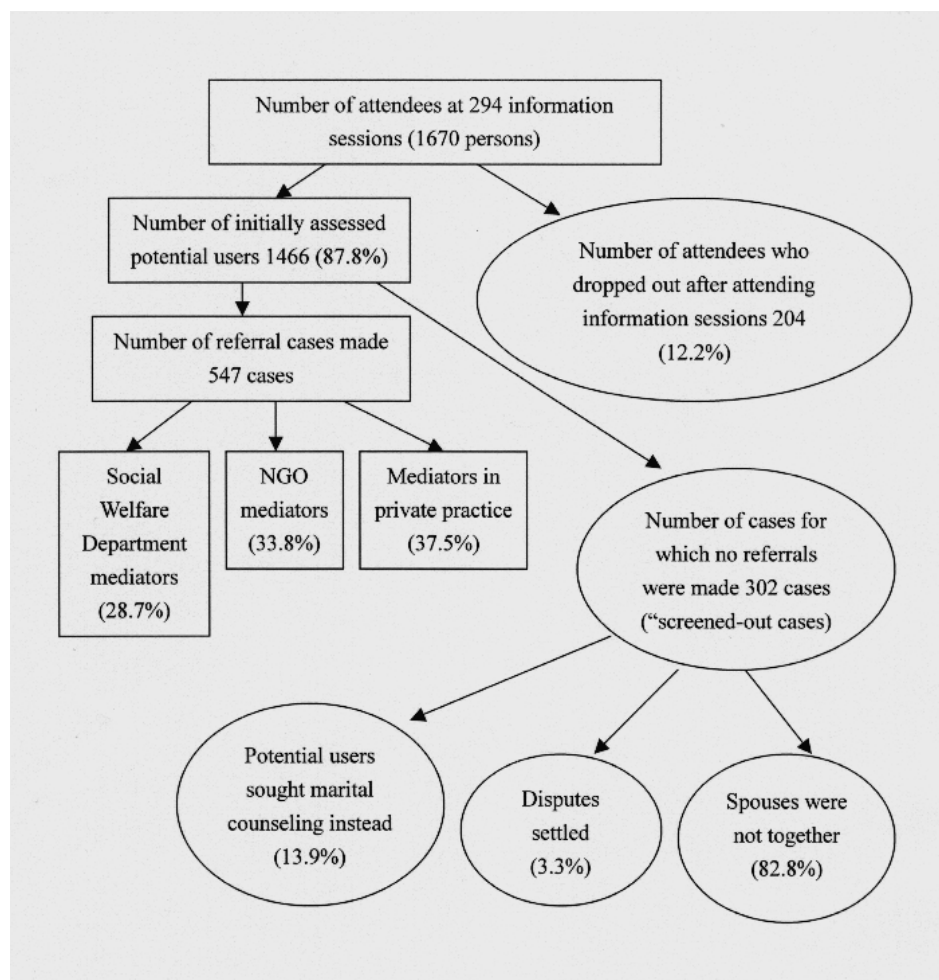 Number of attendees at 294 information
sessions (1670 persons)
Number of initially assessed
potential users 1466 (87.8%)
Number of attendees who
dropped out after attending
information sessions 204
(12.2%)
Number of referral cases made
547 cases
Social
Welfare
Department
mediators
(28.7%)
NGO
mediators
(33.8%)
Mediators in
private practice
(37.5%)
Number of cases for
which no referrals
were made 302 cases
(“screened-out cases)
Potential users
sought marital
counseling instead
(13.9%)
Disputes
settled
(3.3%)
Spouses were
not together
(82.8%)